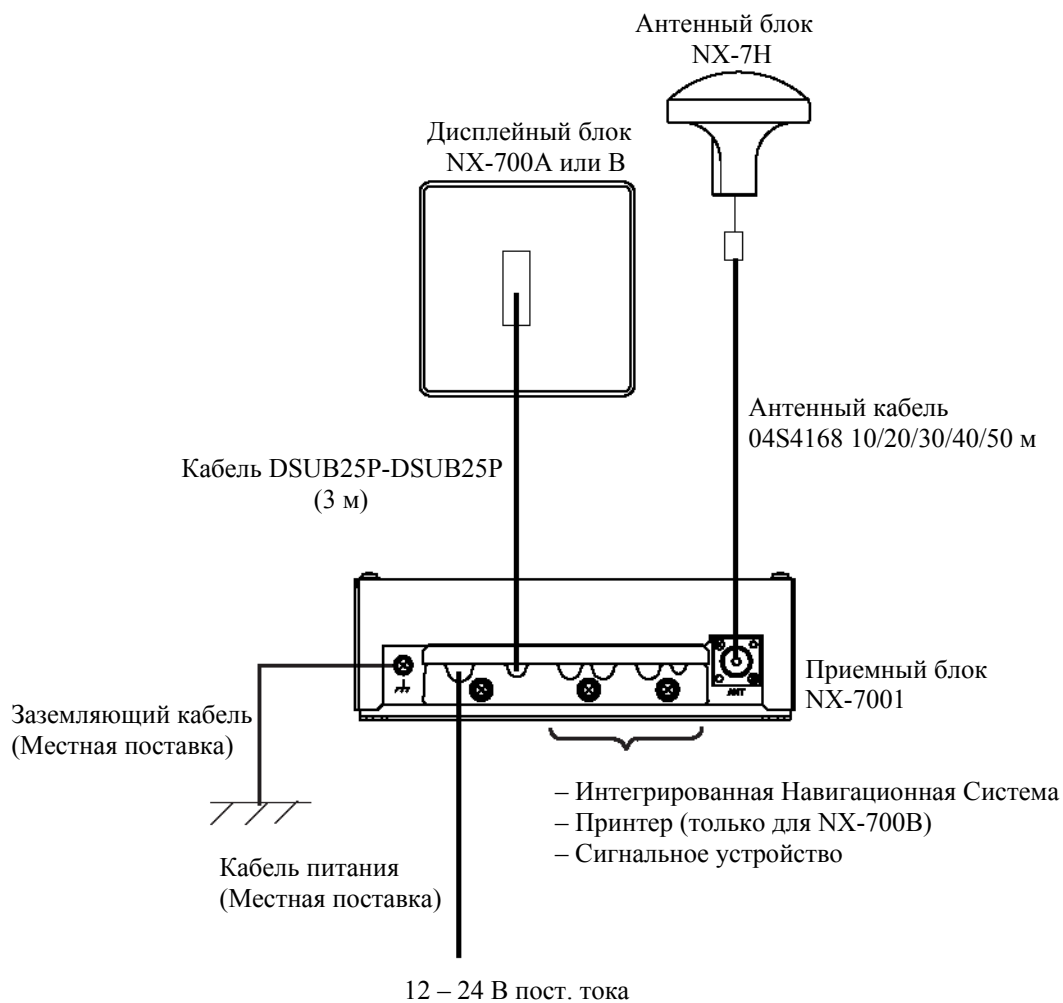 Антенный блок
NX-7H
Дисплейный блок
NX-700A или B
Антенный кабель
04S4168 10/20/30/40/50 м
Кабель DSUB25P-DSUB25P
(3 м)
ANT
Приемный блок
NX-7001
Заземляющий кабель
(Местная поставка)
– Интегрированная Навигационная Система
– Принтер (только для NX-700B)
– Сигнальное устройство
Кабель питания
(Местная поставка)
12 – 24 В пост. тока